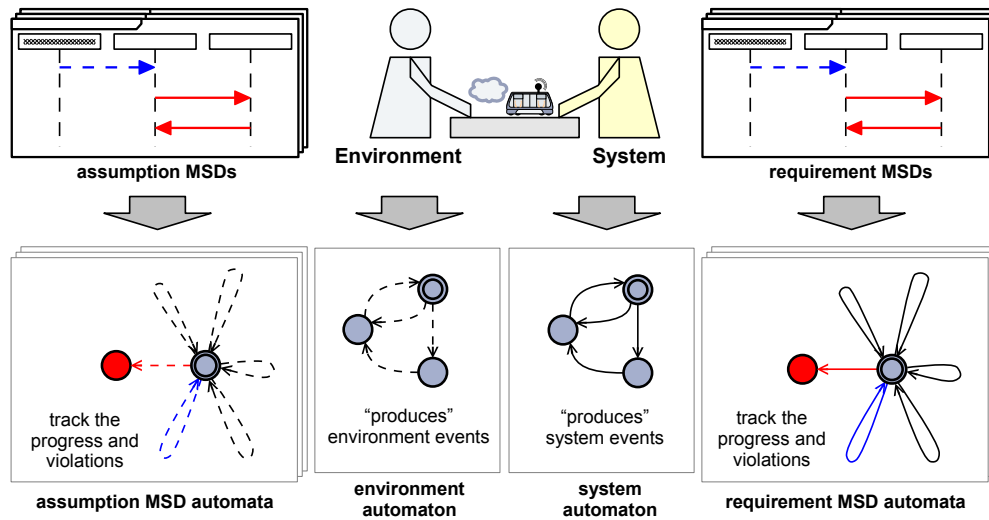 Environment
System
assumption MSDs
requirement MSDs
track the
progress and
violations
“produces”
environment events
“produces”
system events
track the
progress and
violations
assumption MSD automata
environment
automaton
system
automaton
requirement MSD automata